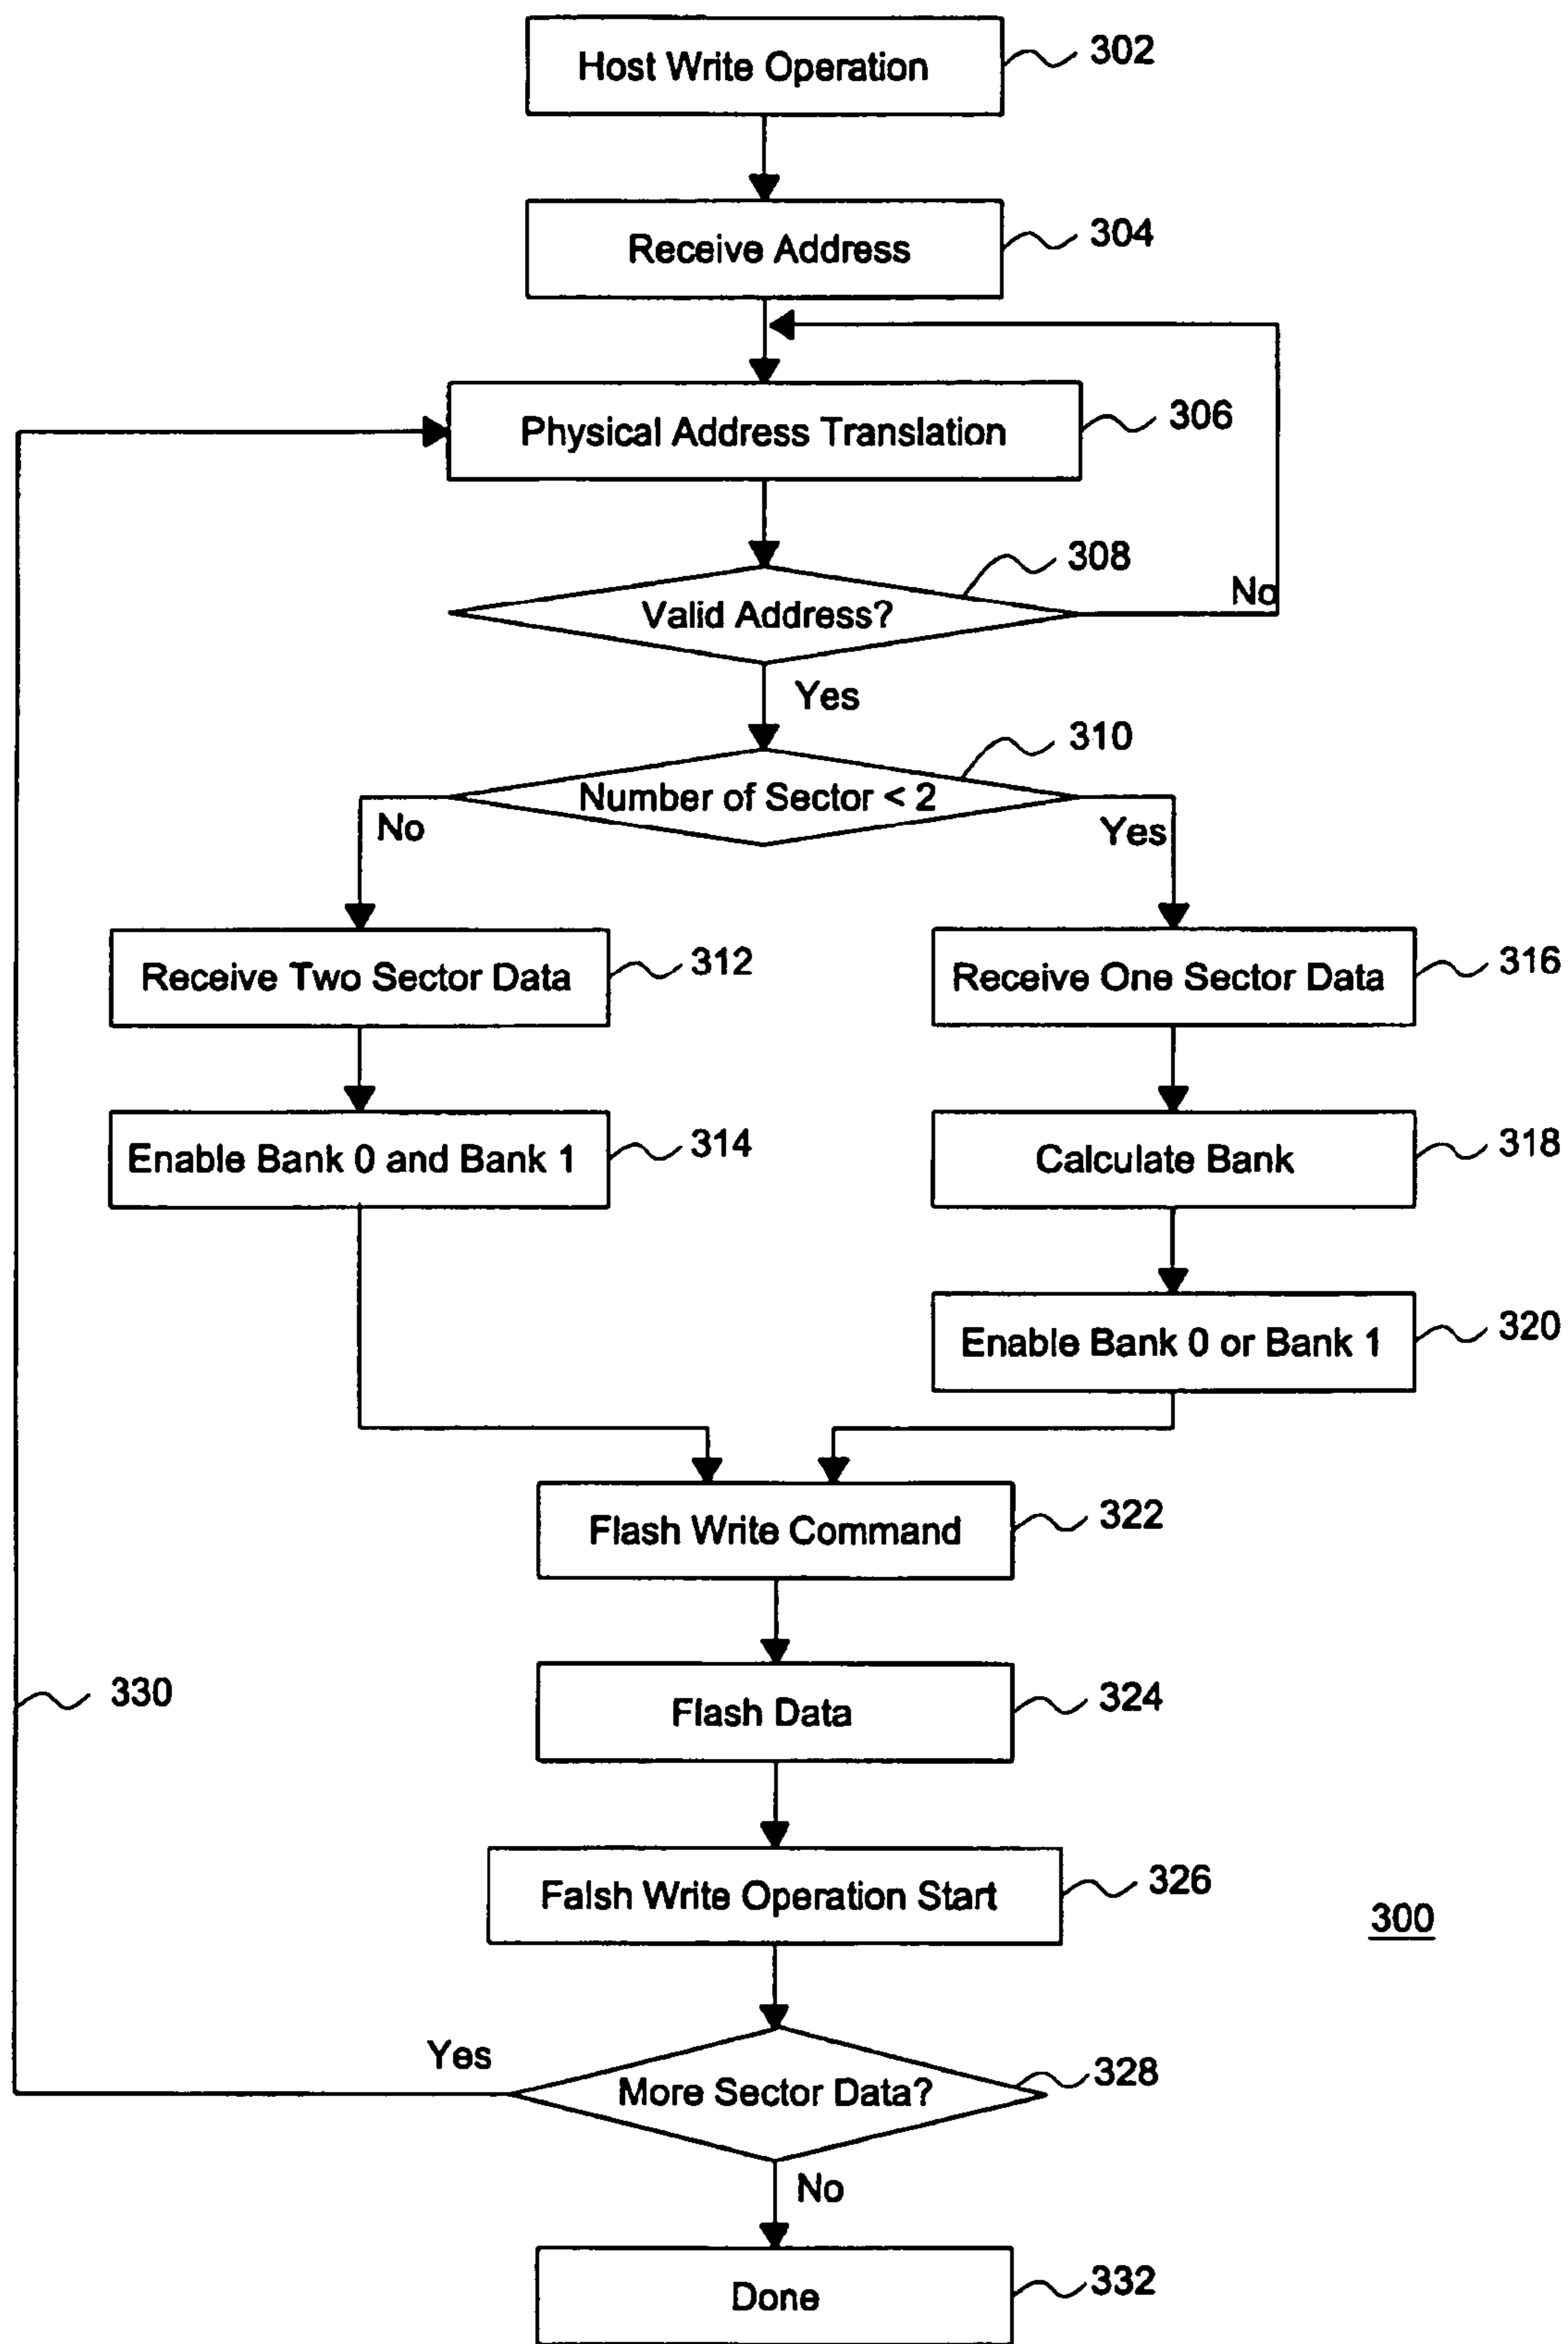 Host Write Operation
302
Receive Address
304
Physical Address Translation
306
308
Valid Address?
No
Yes
310
Number of Sector < 2
No
Yes
Receive Two Sector Data
312
Receive One Sector Data
316
Enable Bank 0 and Bank 1
314
Calculate Bank
318
Enable Bank 0 or Bank 1
320
Flash Write Command
322
330
Flash Data
324
Falsh Write Operation Start
326
300
Yes
More Sector Data?
328
No
Done
332